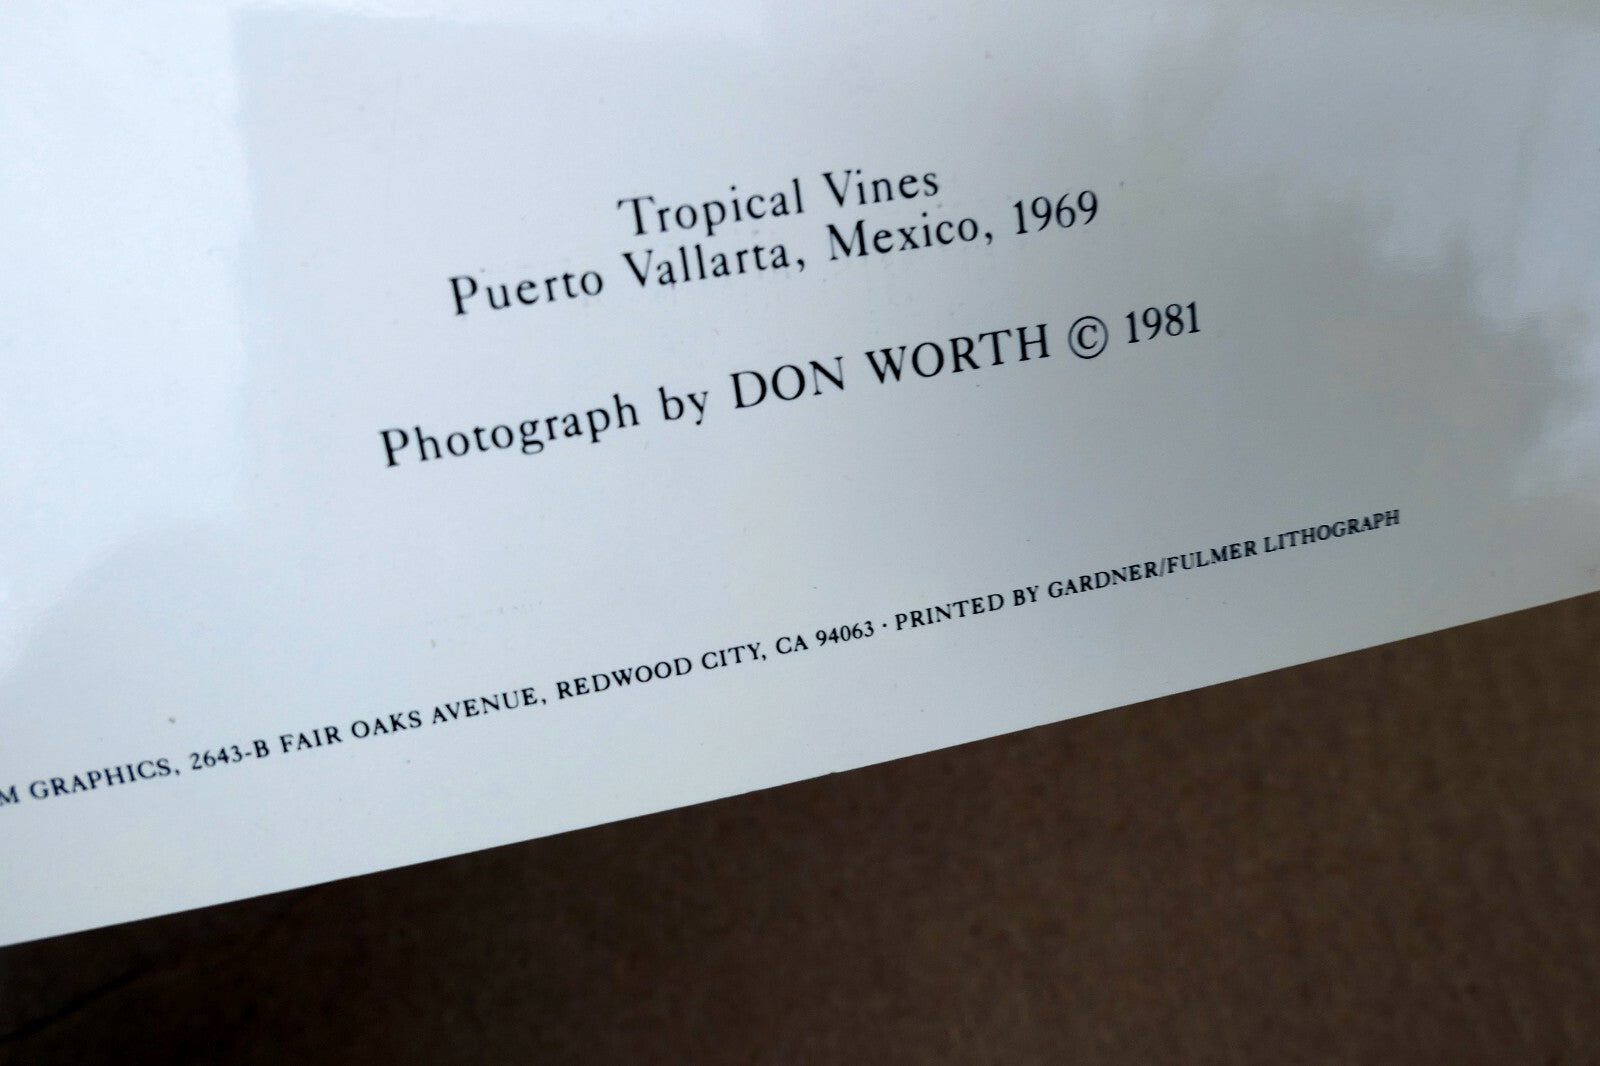 Tropical Vines
Puerto Vallarta, Mexico, 1969
Photograph by DON WORTH © 1981
M GRAPHICS, 2643-B FAIR OAKS AVENUE, REDWOOD CITY, CA 94063 · PRINTED BY GARDNER/FULMER LITHOGRAPH